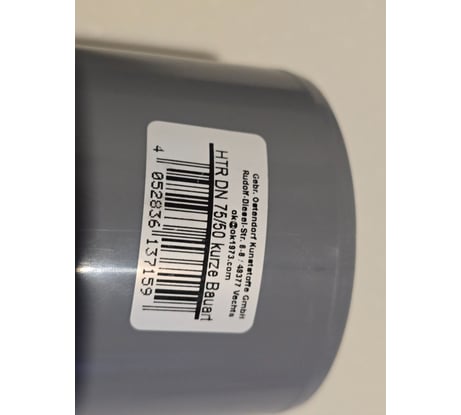 Gebr. Ostendorf Kunststoffe GmbH
Rudolf-Diesel-Str. 6-8 / 49377 Vechta
ok@ok1973.com
HTR DN 75/50 kurze Bauart
4 052836 137159